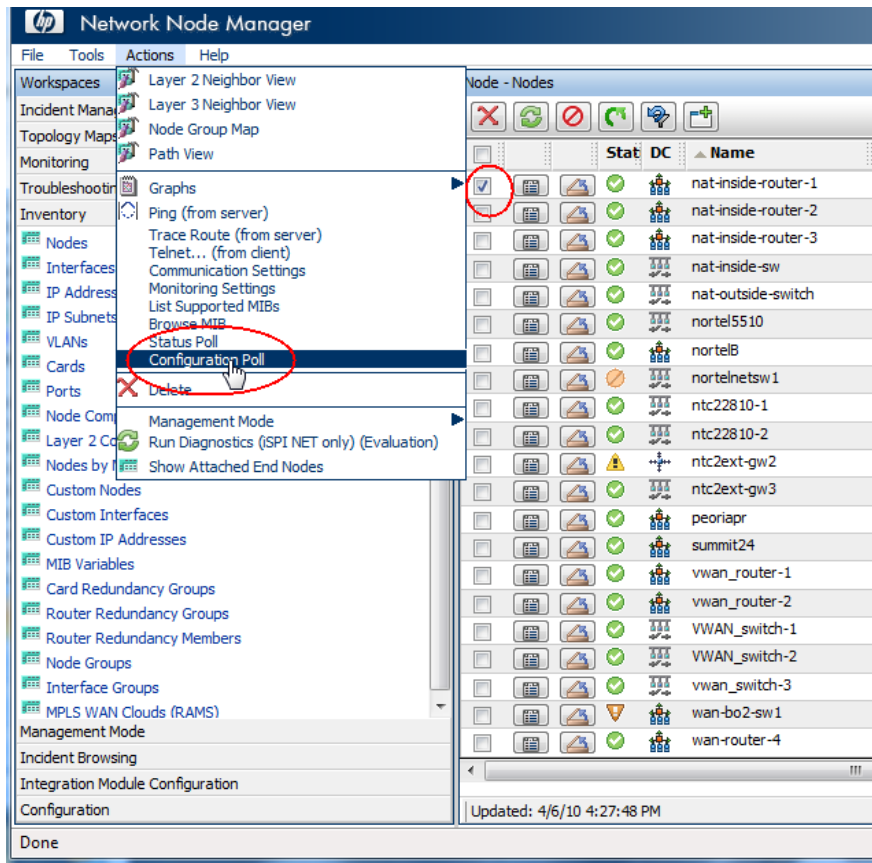 hp Network Node Manager
File Tools Actions Help
Workspaces
Incident Mana
Topology Maps
Monitoring
Troubleshootin
Inventory
Nodes
Interfaces
IP Address
IP Subnets
VLANs
Cards
Ports
Node Com
Layer 2 Co
Nodes by M
Custom Nodes
Custom Interfaces
Custom IP Addresses
MIB Variables
Card Redundancy Groups
Router Redundancy Groups
Router Redundancy Members
Node Groups
Interface Groups
MPLS WAN Clouds (RAMS)
Management Mode
Incident Browsing
Integration Module Configuration
Configuration
Layer 2 Neighbor View
Layer 3 Neighbor View
Node Group Map
Path View
Graphs
Ping (from server)
Trace Route (from server)
Telnet... (from client)
Communication Settings
Monitoring Settings
List Supported MIBs
Browse MIB
Status Poll
Configuration Poll
Delete
Management Mode
Run Diagnostics (iSPI NET only) (Evaluation)
Show Attached End Nodes
Node - Nodes
Stat DC Name
nat-inside-router-1
nat-inside-router-2
nat-inside-router-3
nat-inside-sw
nat-outside-switch
nortel5510
nortelB
nortelnetsw1
ntc22810-1
ntc22810-2
ntc2ext-gw2
ntc2ext-gw3
peoriapr
summit24
vwan_router-1
vwan_router-2
VWAN_switch-1
VWAN_switch-2
vwan_switch-3
wan-bo2-sw1
wan-router-4
Updated: 4/6/10 4:27:48 PM
Done